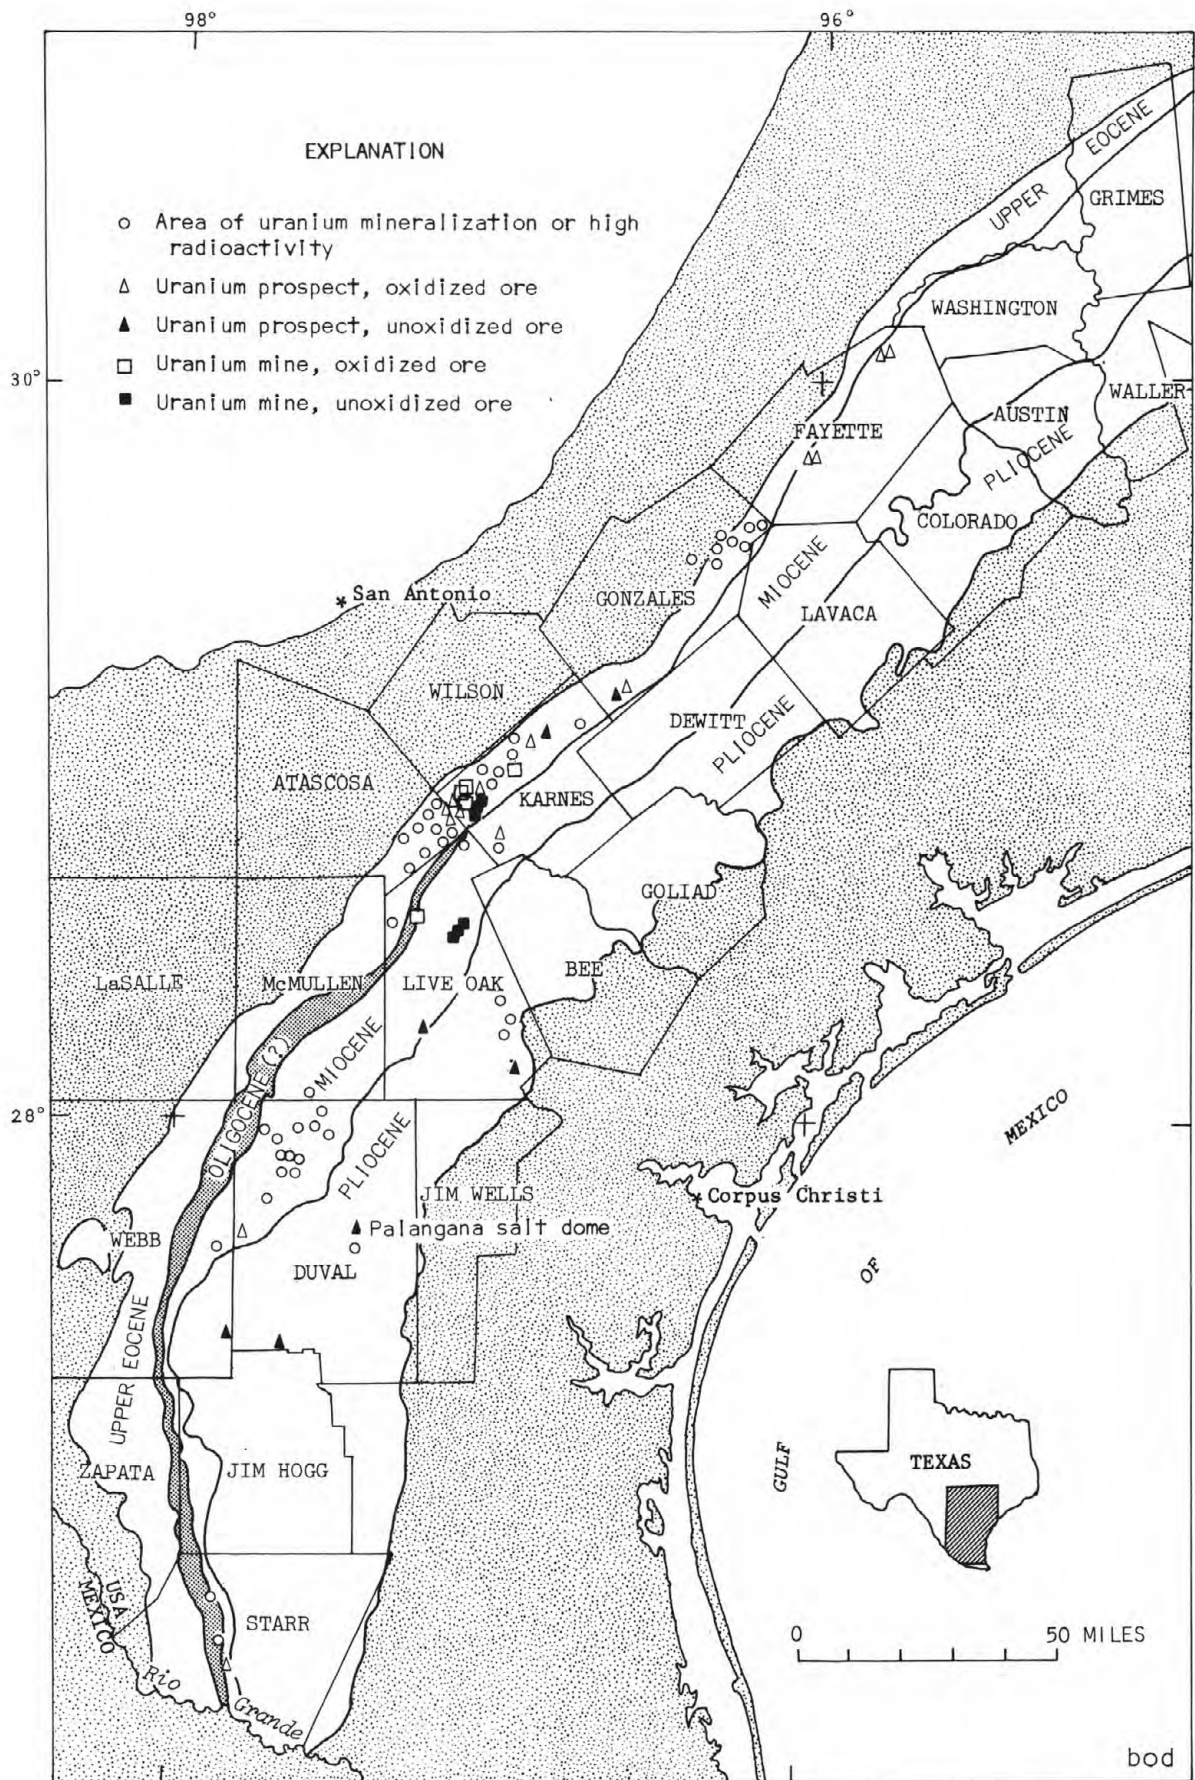 98°
96°
EXPLANATION
Area of uranium mineralization or high
radioactivity
Uranium prospect, oxidized ore
Uranium prospect, unoxidized ore
Uranium mine, oxidized ore
Uranium mine, unoxidized ore
UPPER EOCENE
GRIMES
WASHINGTON
30°
WALLER
AUSTIN
FAYETTE
PLIOCENE
COLORADO
MIOCENE
* San Antonio
GONZALES
LAVACA
WILSON
DEWITT
PLIOCENE
ATASCOSA
KARNES
GOLIAD
BEE
LaSALLE
McMULLEN
LIVE OAK
MIOCENE
OLIGOCENE (?)
28°
PLIOCENE
MEXICO
JIM WELLS
Corpus Christi
Palangana salt dome
WEBB
OF
DUVAL
UPPER EOCENE
GULF
TEXAS
ZAPATA
JIM HOGG
USA
MEXICO
STARR
0 50 MILES
Rio Grande
bod